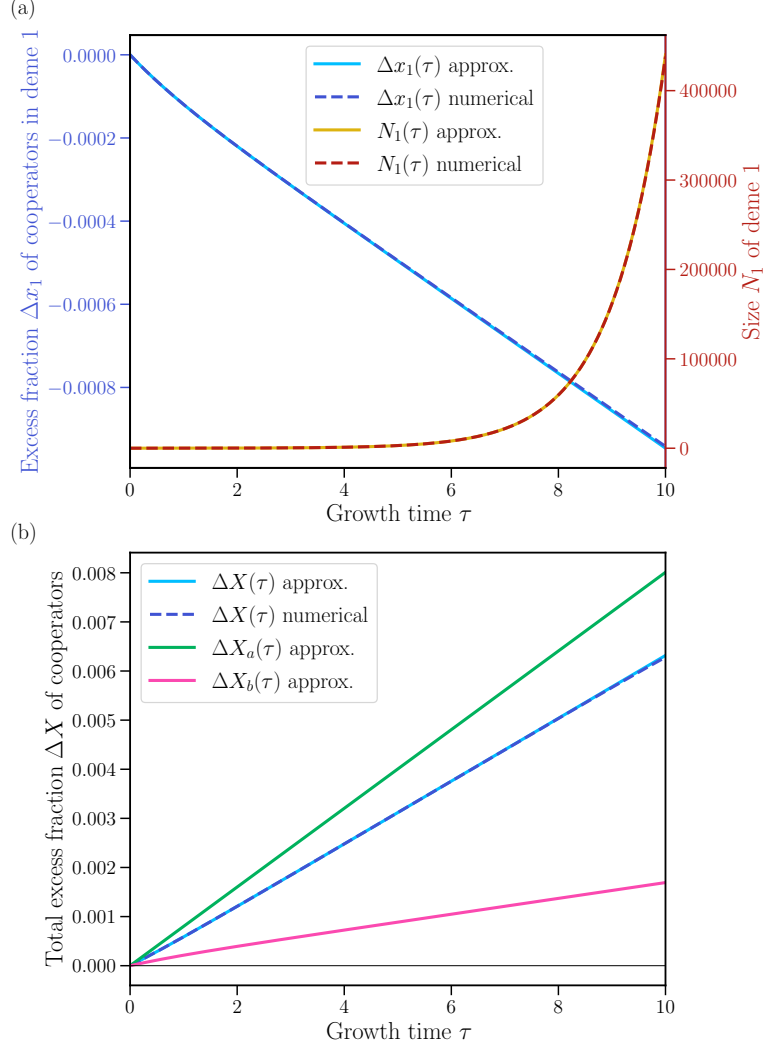 (a)
Excess fraction Δx₁ of cooperators in deme 1
0.0000
−0.0002
−0.0004
−0.0006
−0.0008
Δx₁(τ) approx.
Δx₁(τ) numerical
N₁(τ) approx.
N₁(τ) numerical
400000
300000
200000
100000
0
Size N₁ of deme 1
0 2 4 6 8 10
Growth time τ
(b)
Total excess fraction ΔX of cooperators
0.008
0.007
0.006
0.005
0.004
0.003
0.002
0.001
0.000
ΔX(τ) approx.
ΔX(τ) numerical
ΔXₐ(τ) approx.
ΔX_b(τ) approx.
0 2 4 6 8 10
Growth time τ